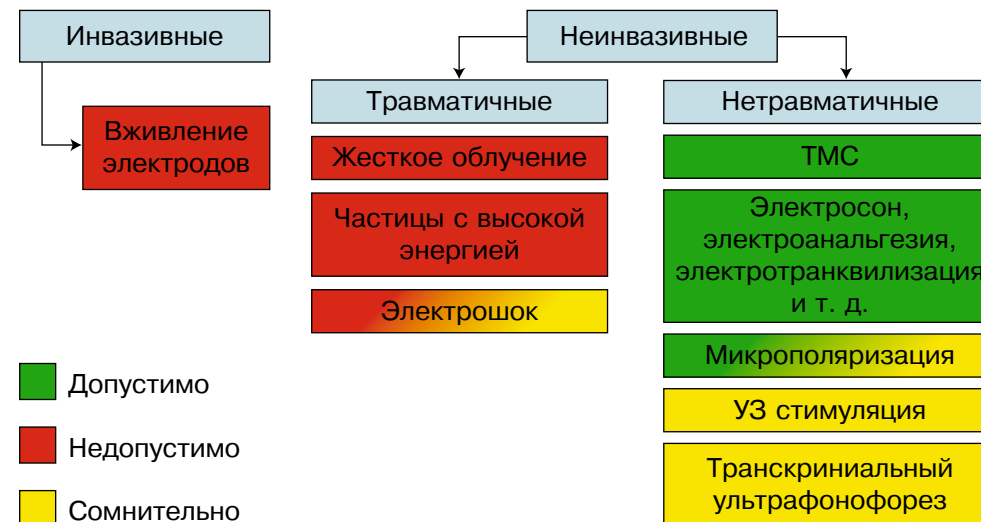 Инвазивные
Вживление
электродов
Неинвазивные
Травматичные
Жесткое облучение
Частицы с высокой
энергией
Электрошок
Нетравматичные
ТМС
Электросон,
электроанальгезия,
электротранквилизация
и т. д.
Микрополяризация
УЗ стимуляция
Транскриниальный
ультрафонофорез
Допустимо
Недопустимо
Сомнительно